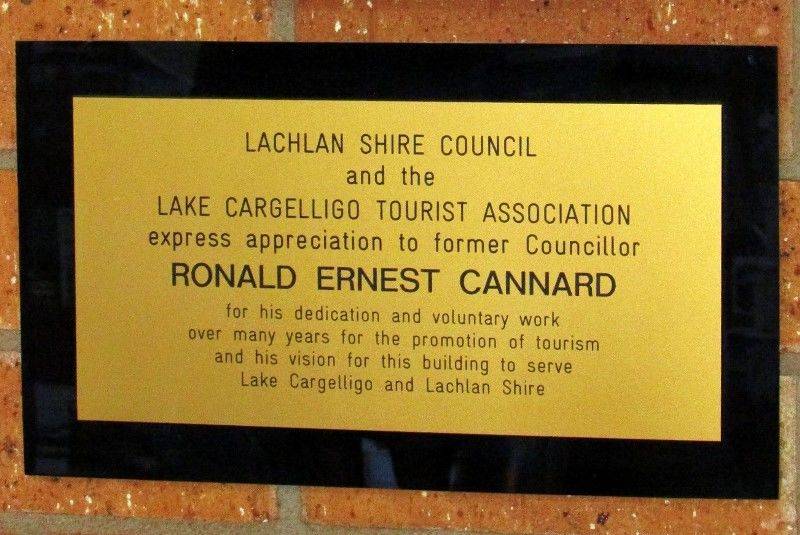 LACHLAN SHIRE COUNCIL
and the
LAKE CARGELLIGO TOURIST ASSOCIATION
express appreciation to former Councillor
RONALD ERNEST CANNARD
for his dedication and voluntary work
over many years for the promotion of tourism
and his vision for this building to serve
Lake Cargelligo and Lachlan Shire